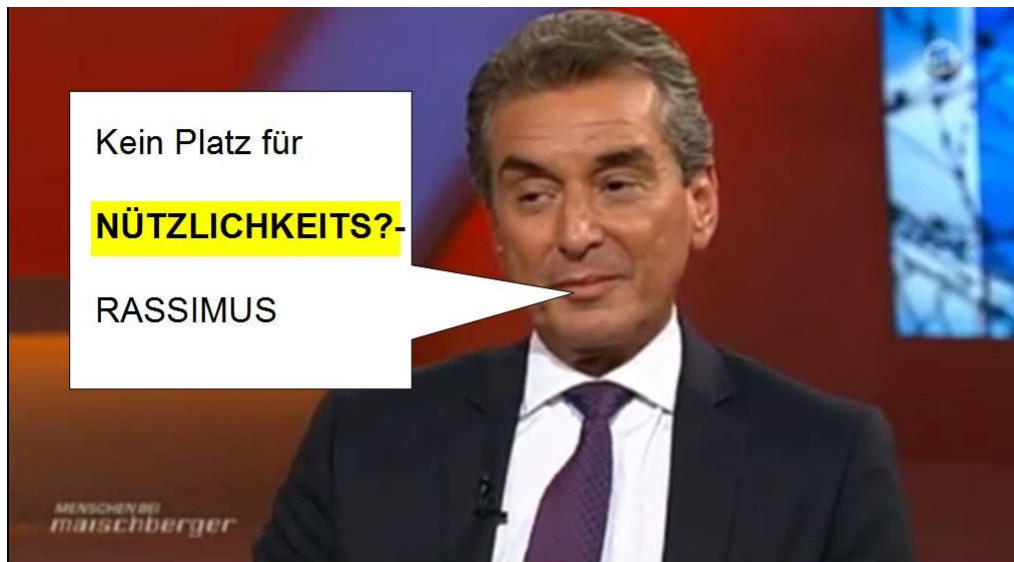 Kein Platz für
NÜTZLICHKEITS?-
RASSIMUS
MENSCHEN BEI
maischberger